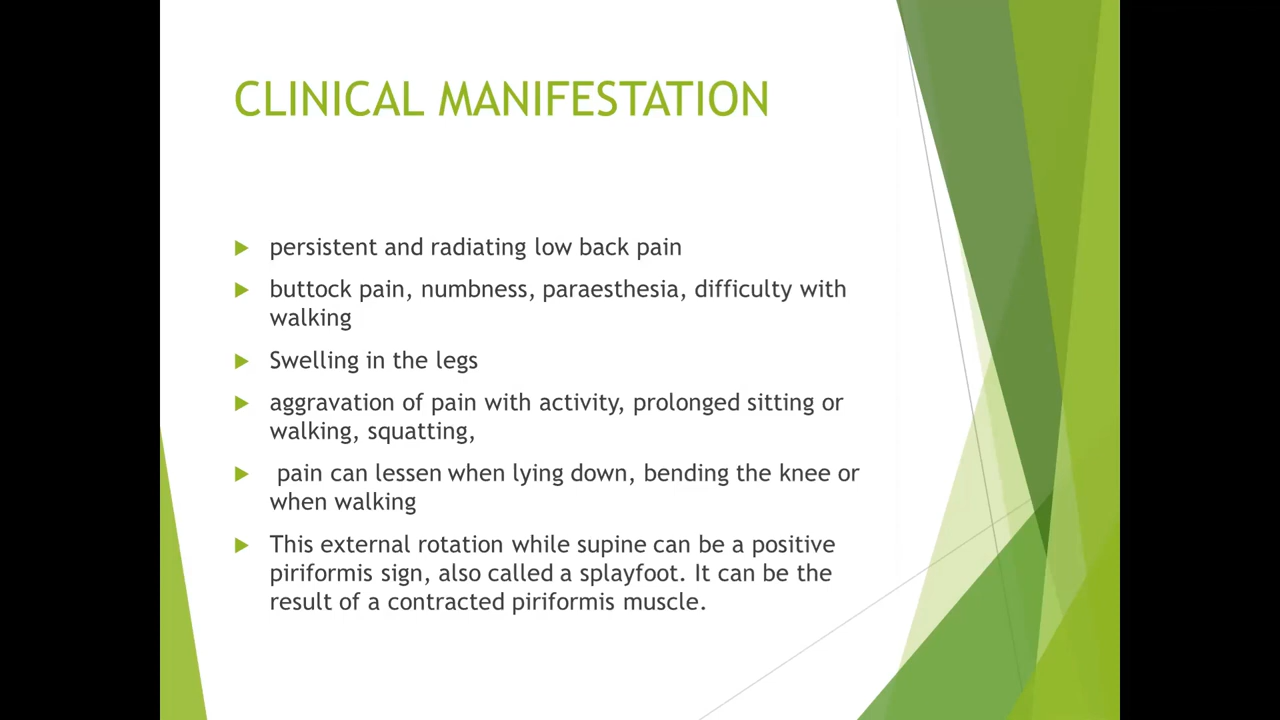 CLINICAL MANIFESTATION
persistent and radiating low back pain
buttock pain, numbness, paraesthesia, difficulty with
walking
Swelling in the legs
aggravation of pain with activity, prolonged sitting or
walking, squatting,
pain can lessen when lying down, bending the knee or
when walking
This external rotation while supine can be a positive
piriformis sign, also called a splayfoot. It can be the
result of a contracted piriformis muscle.